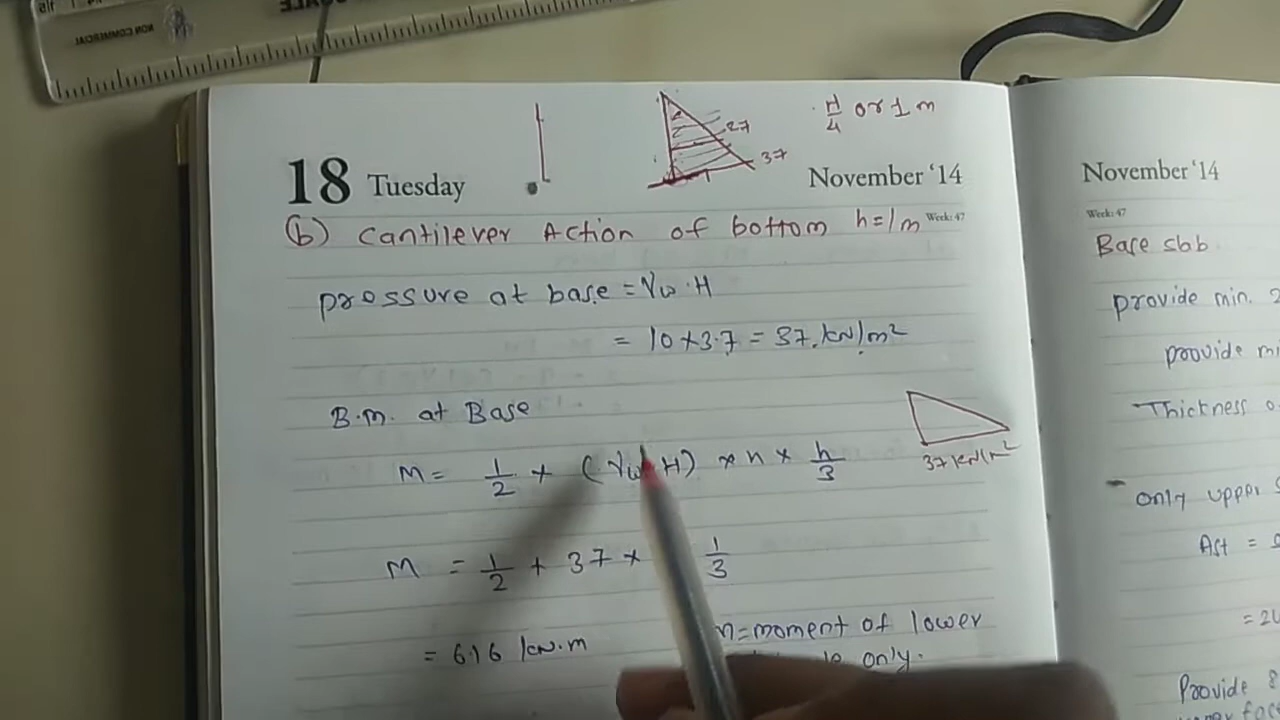 H/4 or 1 m
27
37
18 Tuesday
November '14
(b) cantilever Action of bottom h=1m
Week: 47
pressure at base = γw·H
= 10×3.7 = 37 kN/m²
B.M. at Base
M= 1/2 × (γw·H) × h × h/3
37 kN/m²
M = 1/2 × 37 × 1/3
= 6.16 kN.m
=moment of lower
only.
November '14
Week: 47
Base slab
provide min.
provide
Thickness
only upper
Ast =
Provide 8